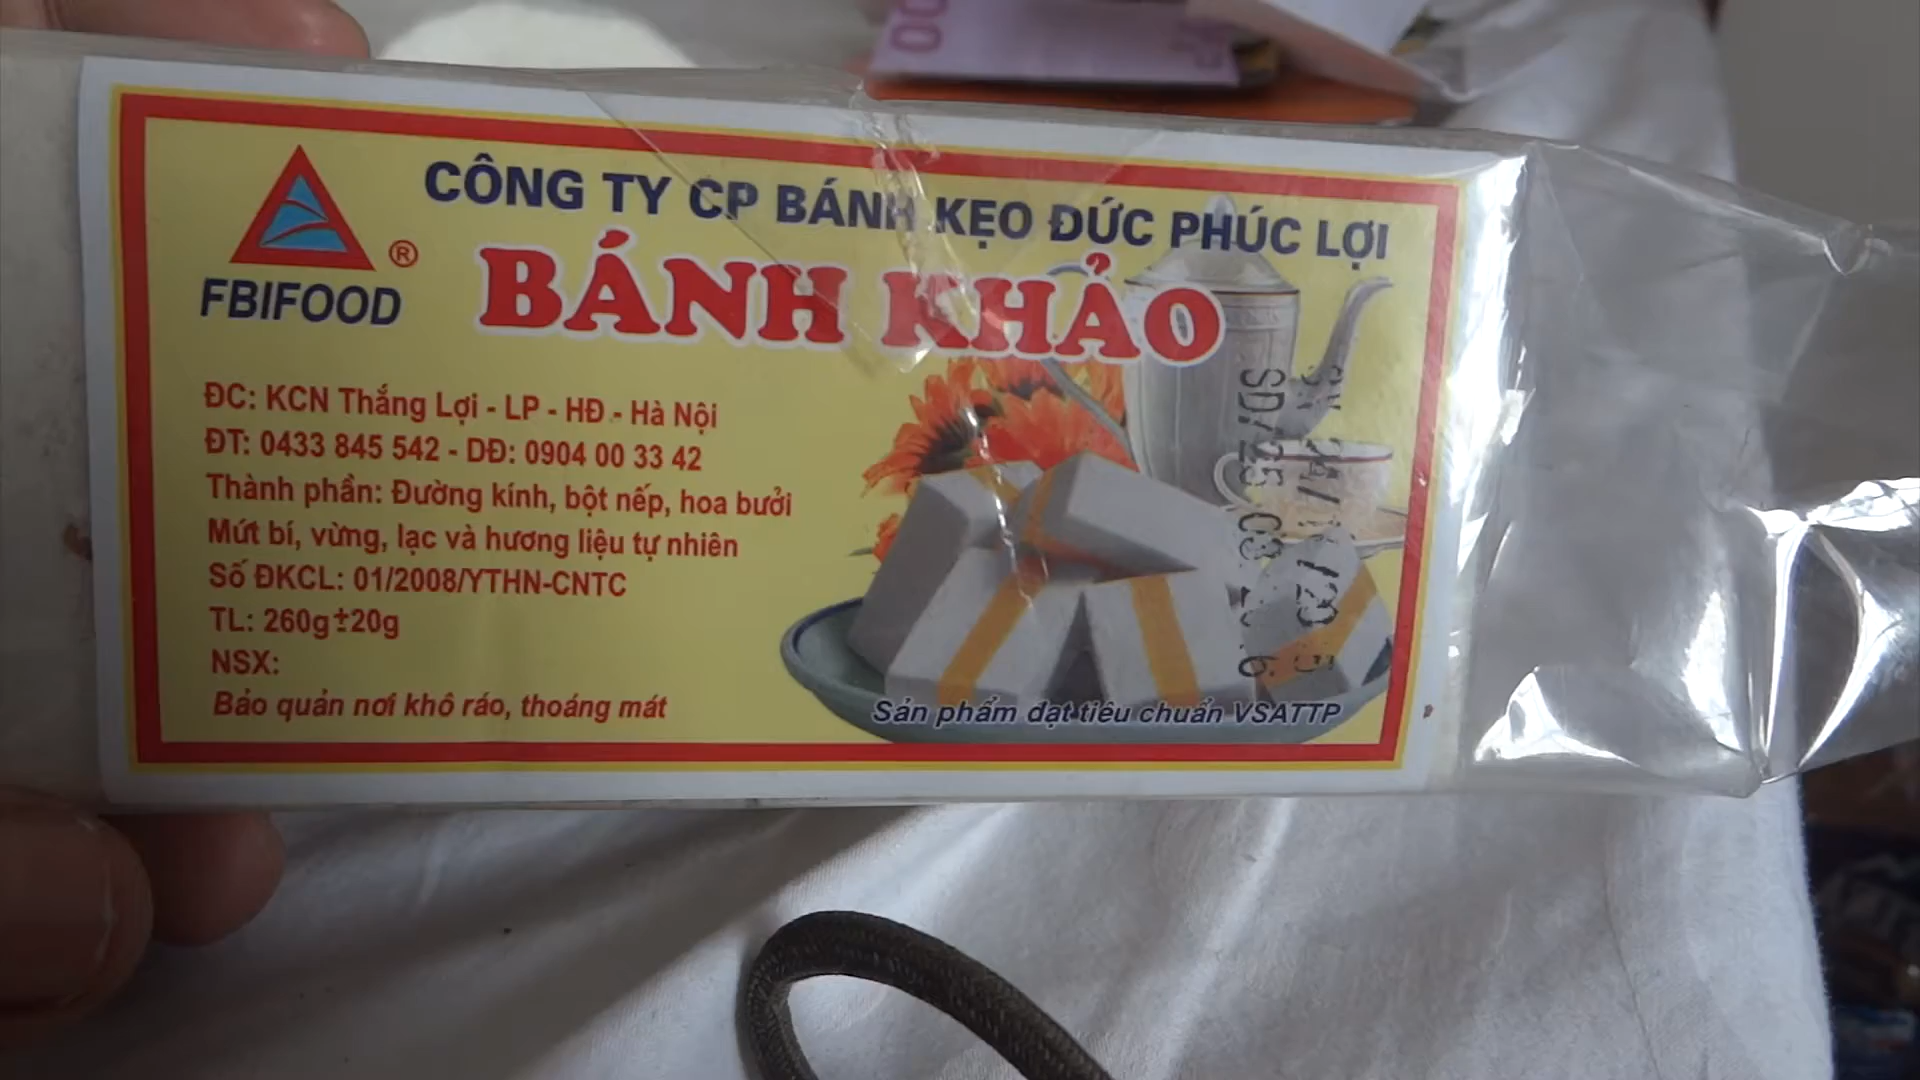 CÔNG TY CP BÁNH KẸO ĐỨC PHÚC LỢI
®
FBIFOOD
BÁNH KHẢO
ĐC: KCN Thắng Lợi - LP - HĐ - Hà Nội
ĐT: 0433 845 542 - DĐ: 0904 00 33 42
Thành phần: Đường kính, bột nếp, hoa bưởi
Mứt bí, vừng, lạc và hương liệu tự nhiên
Số ĐKCL: 01/2008/YTHN-CNTC
TL: 260g±20g
NSX:
Bảo quản nơi khô ráo, thoáng mát
Sản phẩm đạt tiêu chuẩn VSATTP